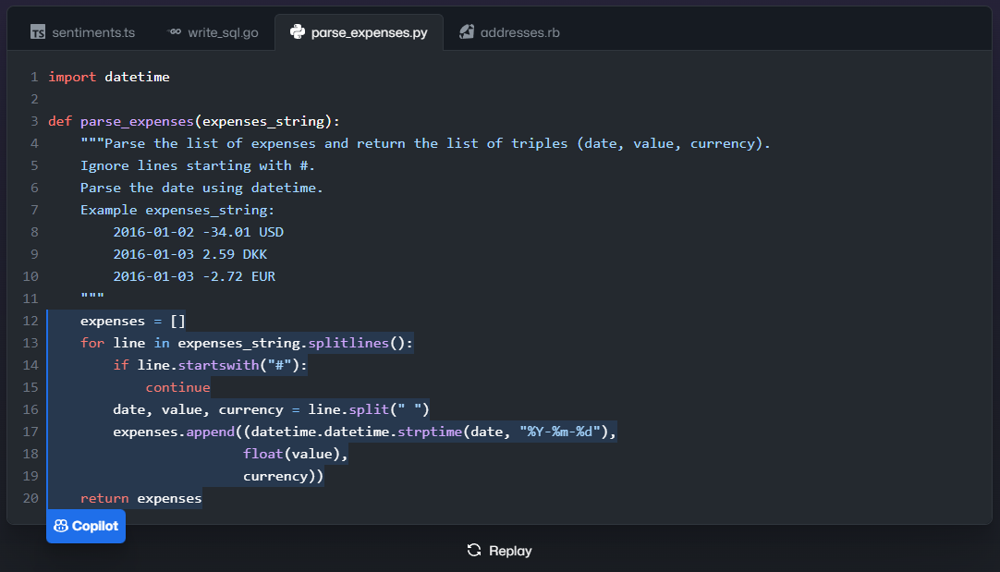 TS sentiments.ts GO write_sql.go parse_expenses.py addresses.rb
1 import datetime
2
3 def parse_expenses(expenses_string):
4     """Parse the list of expenses and return the list of triples (date, value, currency).
5     Ignore lines starting with #.
6     Parse the date using datetime.
7     Example expenses_string:
8         2016-01-02 -34.01 USD
9         2016-01-03 2.59 DKK
10         2016-01-03 -2.72 EUR
11     """
12     expenses = []
13     for line in expenses_string.splitlines():
14         if line.startswith("#"):
15             continue
16         date, value, currency = line.split(" ")
17         expenses.append((datetime.datetime.strptime(date, "%Y-%m-%d"),
18                         float(value),
19                         currency))
20     return expenses
Copilot
Replay